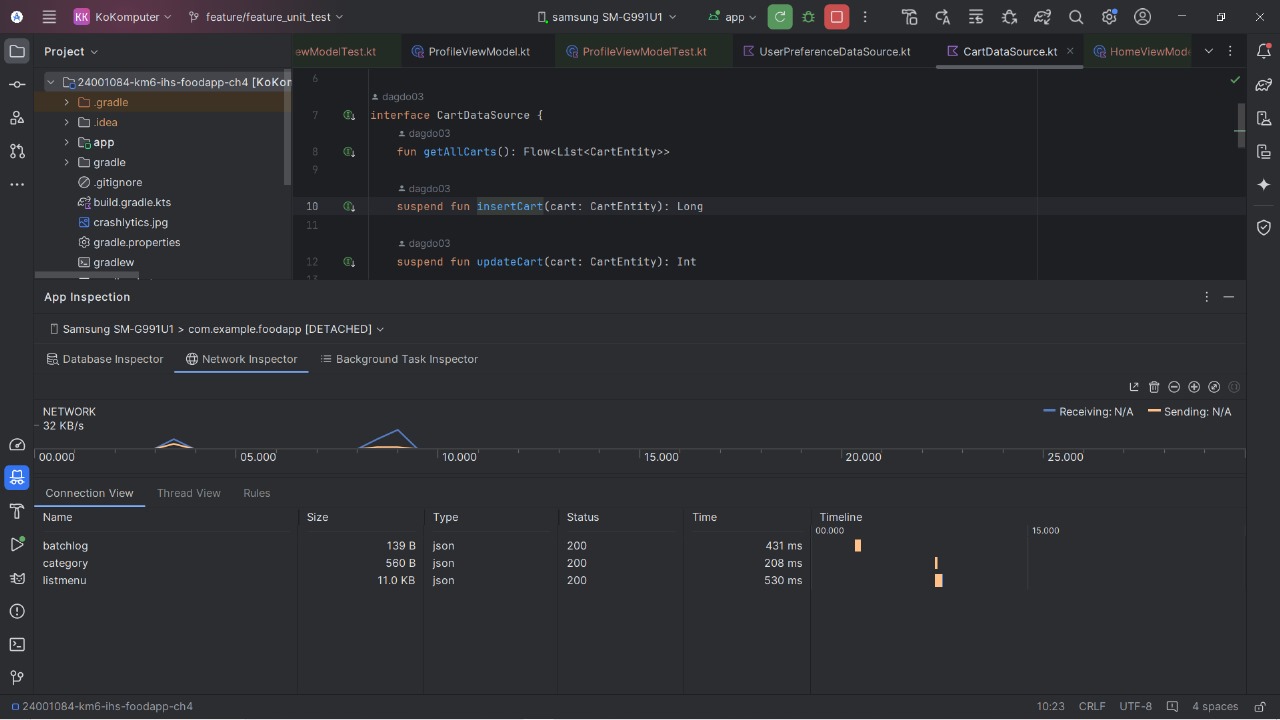 KK KoKomputer feature/feature_unit_test samsung SM-G991U1 app
Project
ewModelTest.kt ProfileViewModel.kt ProfileViewModelTest.kt UserPreferenceDataSource.kt CartDataSource.kt HomeViewMod
24001084-km6-ihs-foodapp-ch4 [KoKon
.gradle
.idea
app
gradle
.gitignore
build.gradle.kts
crashlytics.jpg
gradle.properties
gradlew
6
dagdo03
7 interface CartDataSource {
dagdo03
8 fun getAllCarts(): Flow<List<CartEntity>>
9
dagdo03
10 suspend fun insertCart(cart: CartEntity): Long
11
dagdo03
12 suspend fun updateCart(cart: CartEntity): Int
13
App Inspection
Samsung SM-G991U1 > com.example.foodapp [DETACHED]
Database Inspector Network Inspector Background Task Inspector
NETWORK Receiving: N/A Sending: N/A
32 KB/s
00.000 05.000 10.000 15.000 20.000 25.000
Connection View Thread View Rules
Name Size Type Status Time Timeline
00.000 15.000
batchlog 139 B json 200 431 ms
category 560 B json 200 208 ms
listmenu 11.0 KB json 200 530 ms
24001084-km6-ihs-foodapp-ch4 10:23 CRLF UTF-8 4 spaces